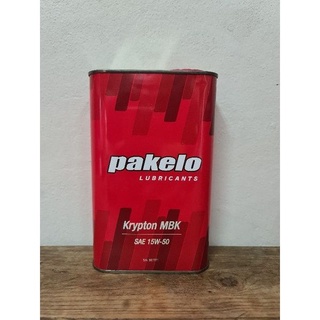 pakelo
LUBRICANTS
Krypton MBK
SAE 15W-50